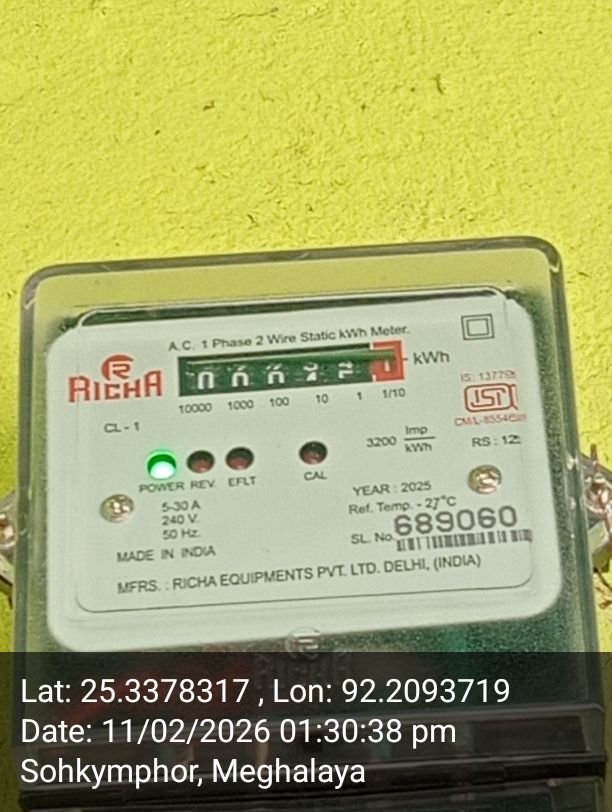 A.C. 1 Phase 2 Wire Static kWh Meter.
RICHA
kWh
10000 1000 100 10 1 1/10
CL - 1
3200 Imp/kWh
RS : 12
POWER REV. EFLT CAL
5-30 A
240 V.
50 Hz.
YEAR : 2025
Ref. Temp. - 27°C
SL. No. 689060
MADE IN INDIA
MFRS. : RICHA EQUIPMENTS PVT. LTD. DELHI, (INDIA)
Lat: 25.3378317 , Lon: 92.2093719
Date: 11/02/2026 01:30:38 pm
Sohkymphor, Meghalaya